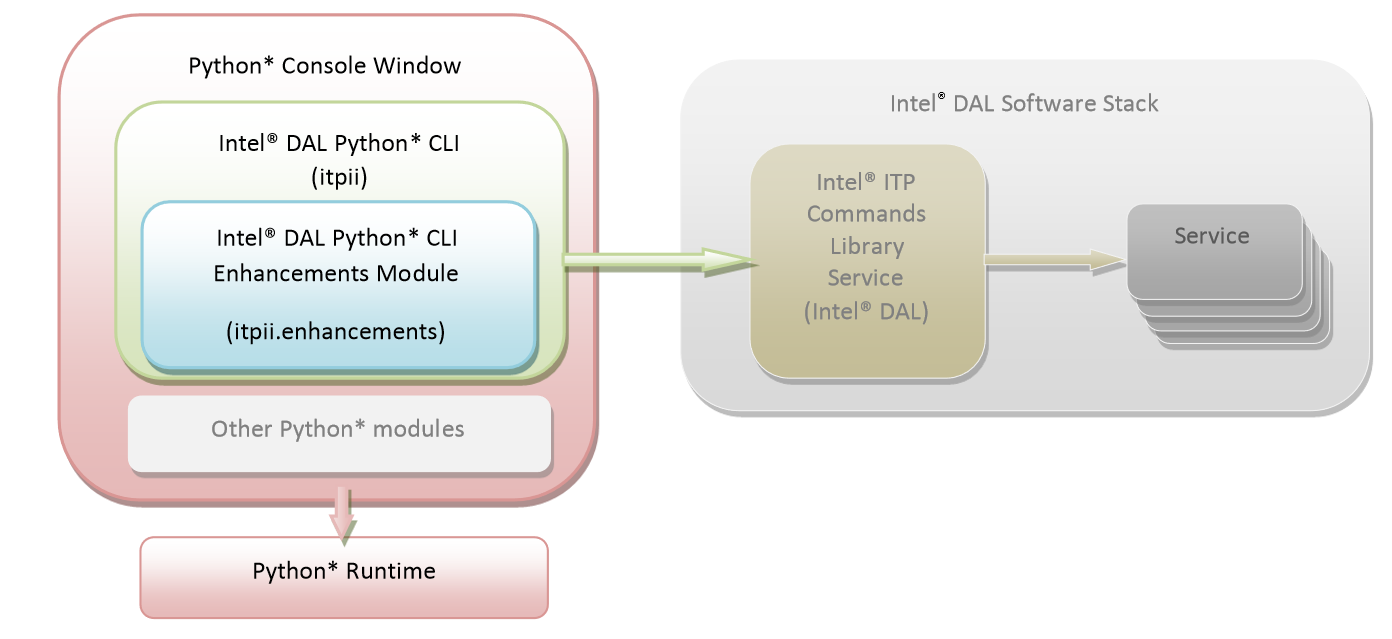 Python* Console Window
Intel® DAL Python* CLI
(itpii)
Intel® DAL Python* CLI
Enhancements Module
(itpii.enhancements)
Other Python* modules
Python* Runtime
Intel® DAL Software Stack
Intel® ITP
Commands
Library
Service
(Intel® DAL)
Service